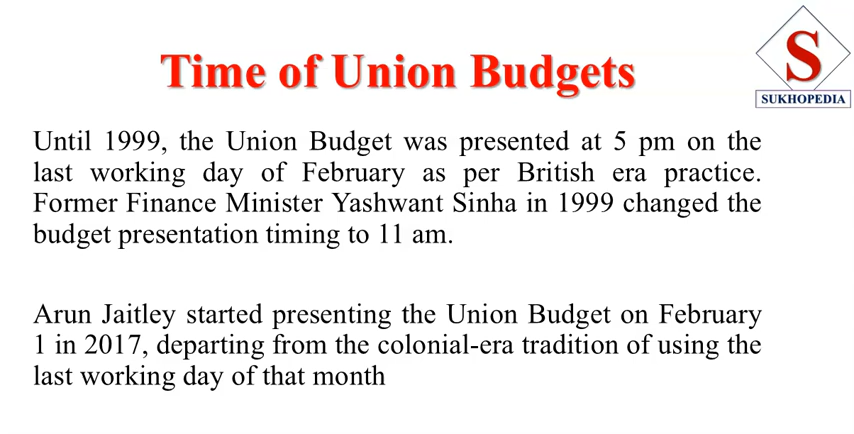 S
SUKHOPEDIA
Time of Union Budgets
Until 1999, the Union Budget was presented at 5 pm on the
last working day of February as per British era practice.
Former Finance Minister Yashwant Sinha in 1999 changed the
budget presentation timing to 11 am.
Arun Jaitley started presenting the Union Budget on February
1 in 2017, departing from the colonial-era tradition of using the
last working day of that month